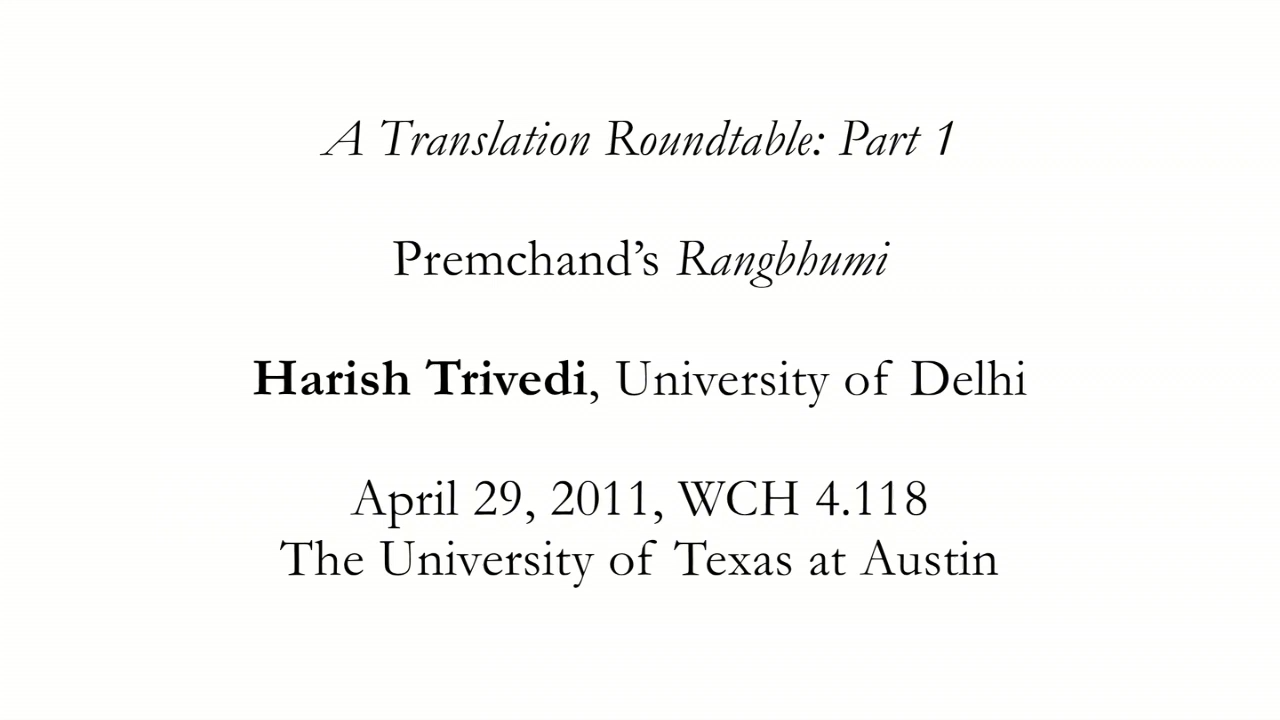 A Translation Roundtable: Part 1
Premchand’s Rangbhumi
Harish Trivedi, University of Delhi
April 29, 2011, WCH 4.118
The University of Texas at Austin